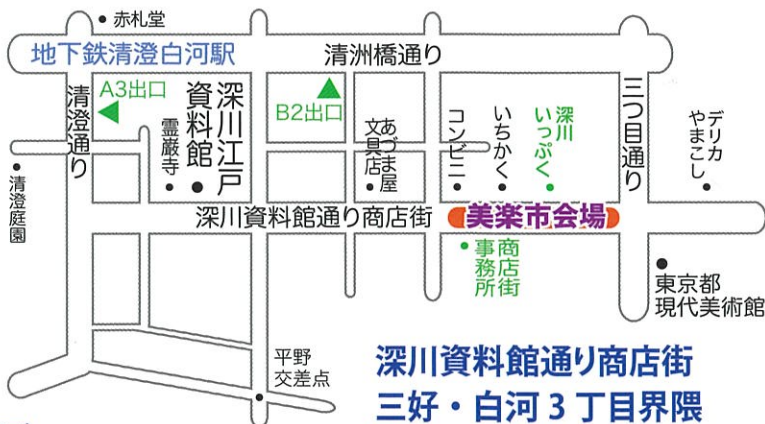 赤札堂
地下鉄清澄白河駅
清洲橋通り
A3出口
B2出口
清澄通り
霊巌寺
深川江戸
資料館
あづま屋
文具店
コンビニ
いちかく
深川
いっぷく
三つ目通り
デリカ
やまこし
清澄庭園
深川資料館通り商店街
美楽市会場
商店街
事務所
東京都
現代美術館
平野
交差点
深川資料館通り商店街
三好・白河3丁目界隈